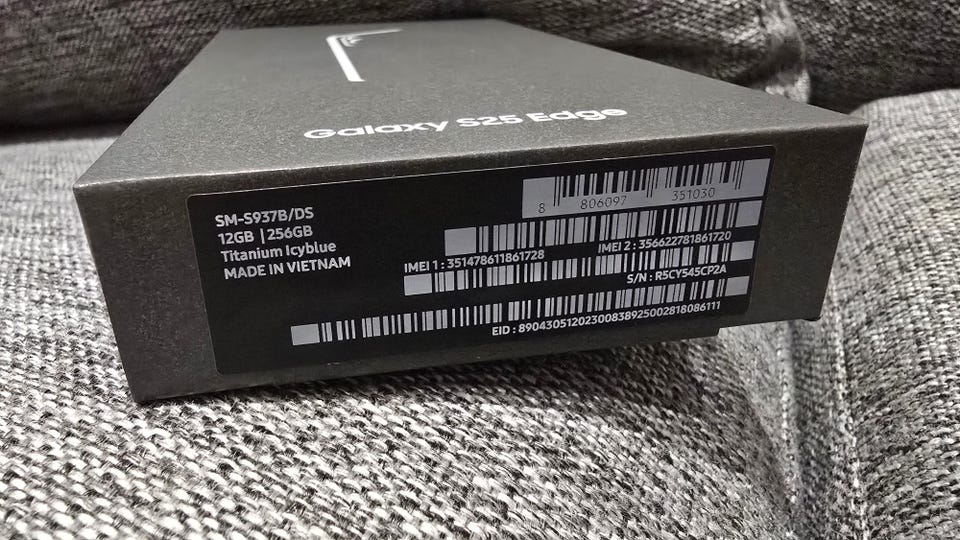 Galaxy S25 Edge
SM-S937B/DS
12GB | 256GB
Titanium Icyblue
MADE IN VIETNAM
8 806097 351030
IMEI 1 : 351478611861728
IMEI 2 : 356622781861720
S/N : R5CY545CP2A
EID : 89043051202300838925002818086111